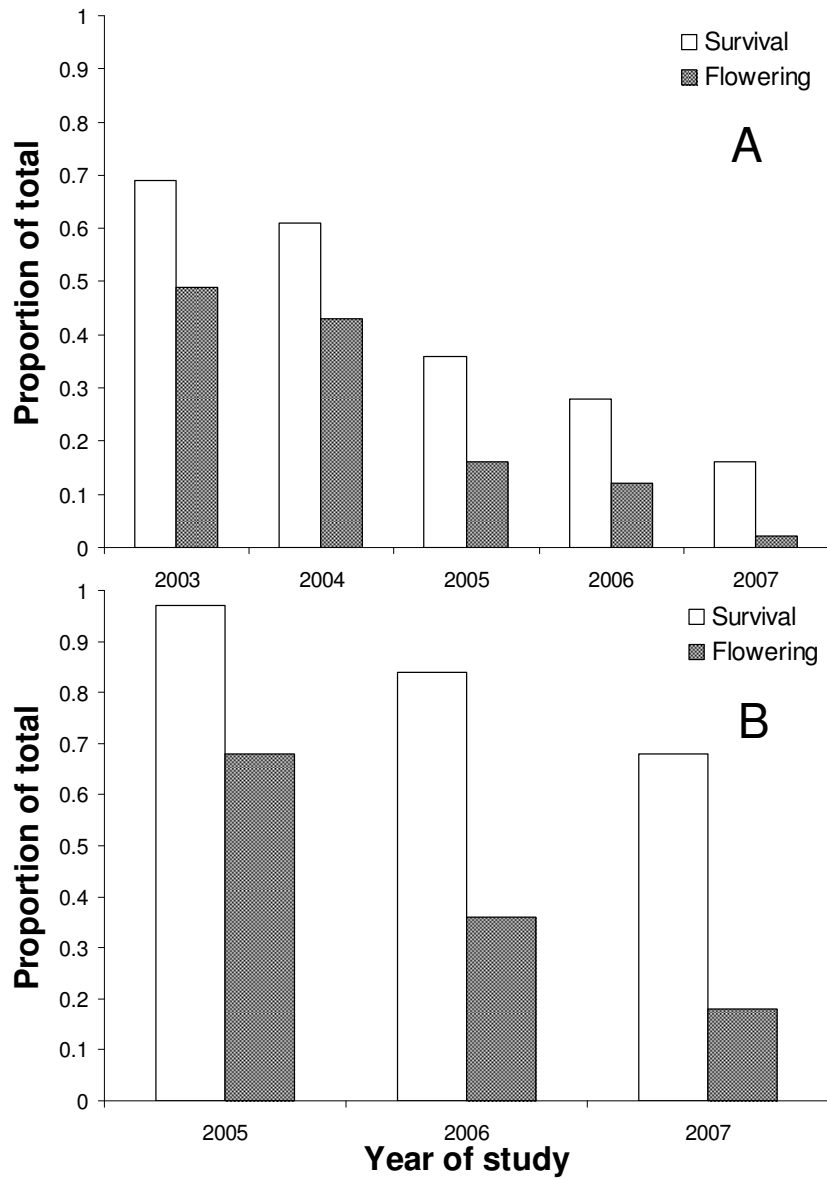 1
0.9
0.8
0.7
0.6
0.5
0.4
0.3
0.2
0.1
0
Proportion of total
Survival
Flowering
A
2003 2004 2005 2006 2007
1
0.9
0.8
0.7
0.6
0.5
0.4
0.3
0.2
0.1
0
Proportion of total
Survival
Flowering
B
2005 2006 2007
Year of study